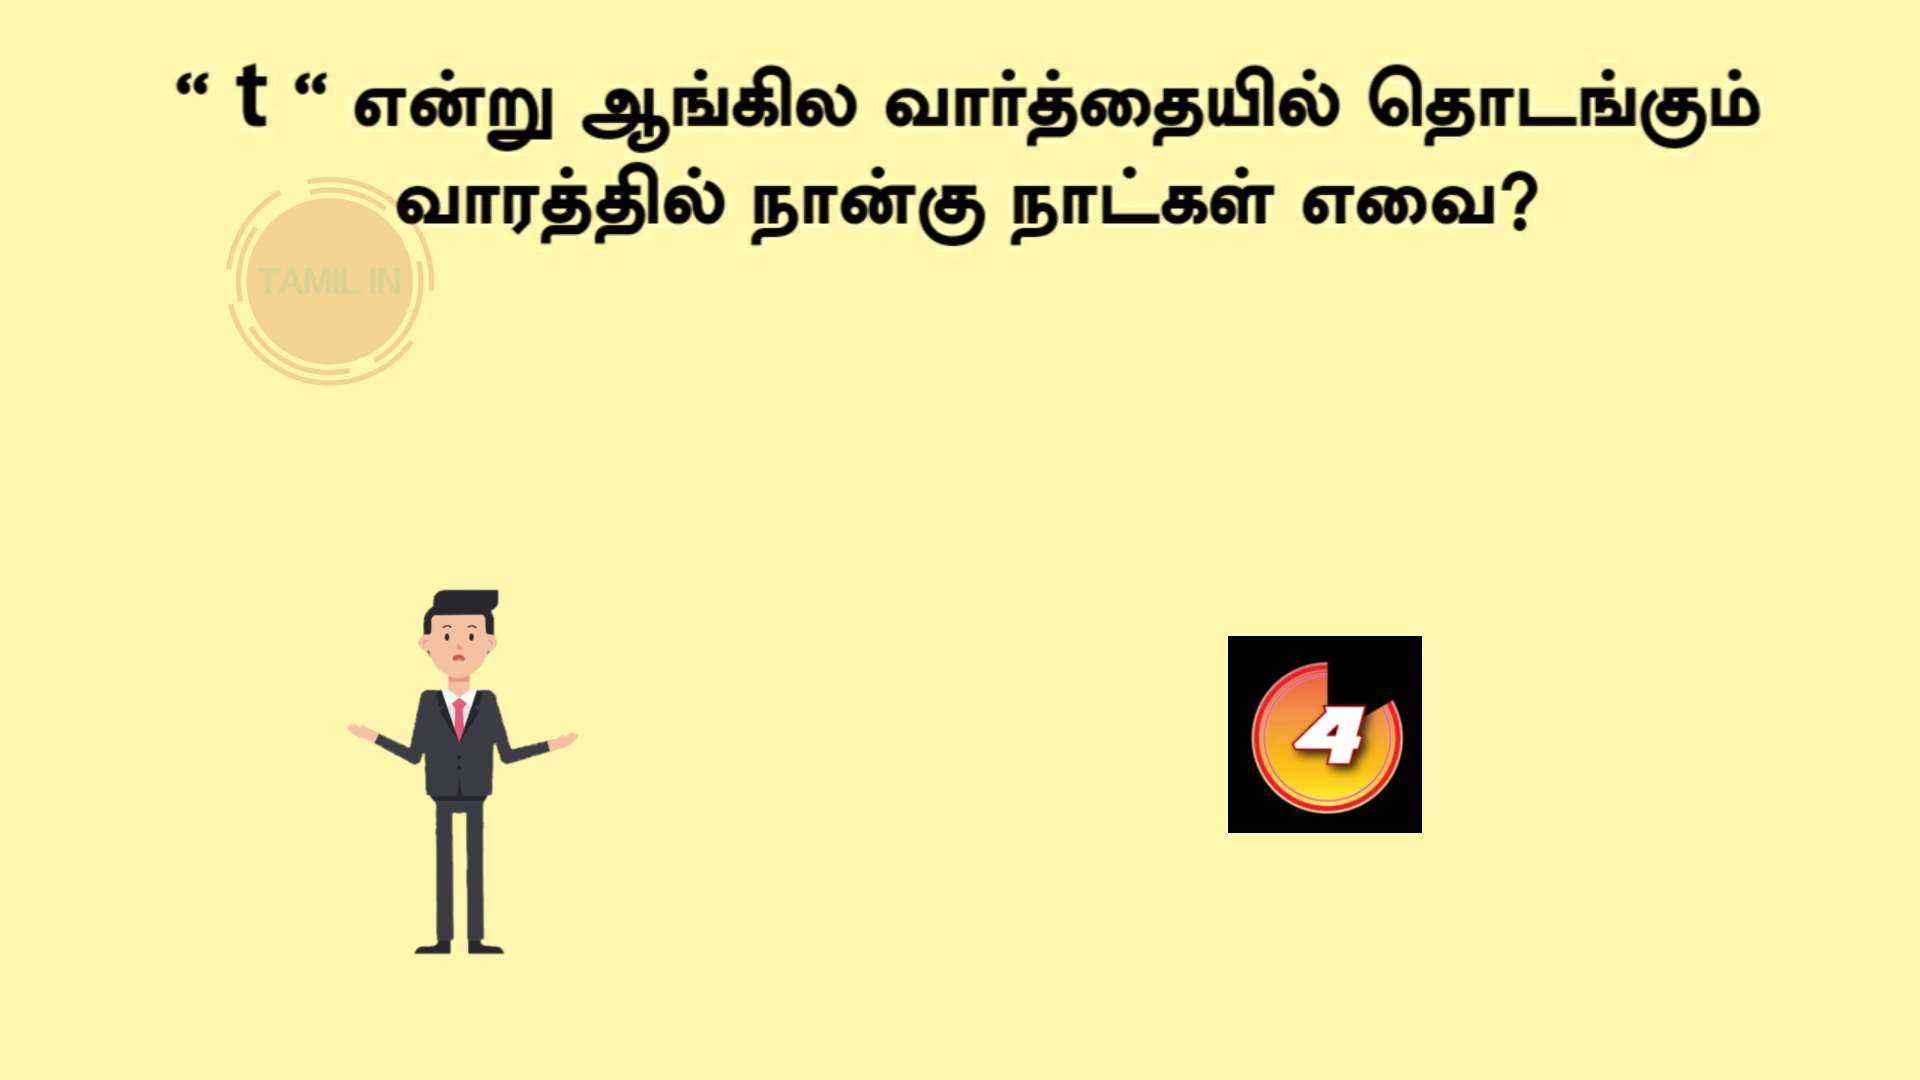 “ t “ என்று ஆங்கில வார்த்தையில் தொடங்கும்
வாரத்தில் நான்கு நாட்கள் எவை?
TAMIL IN
4